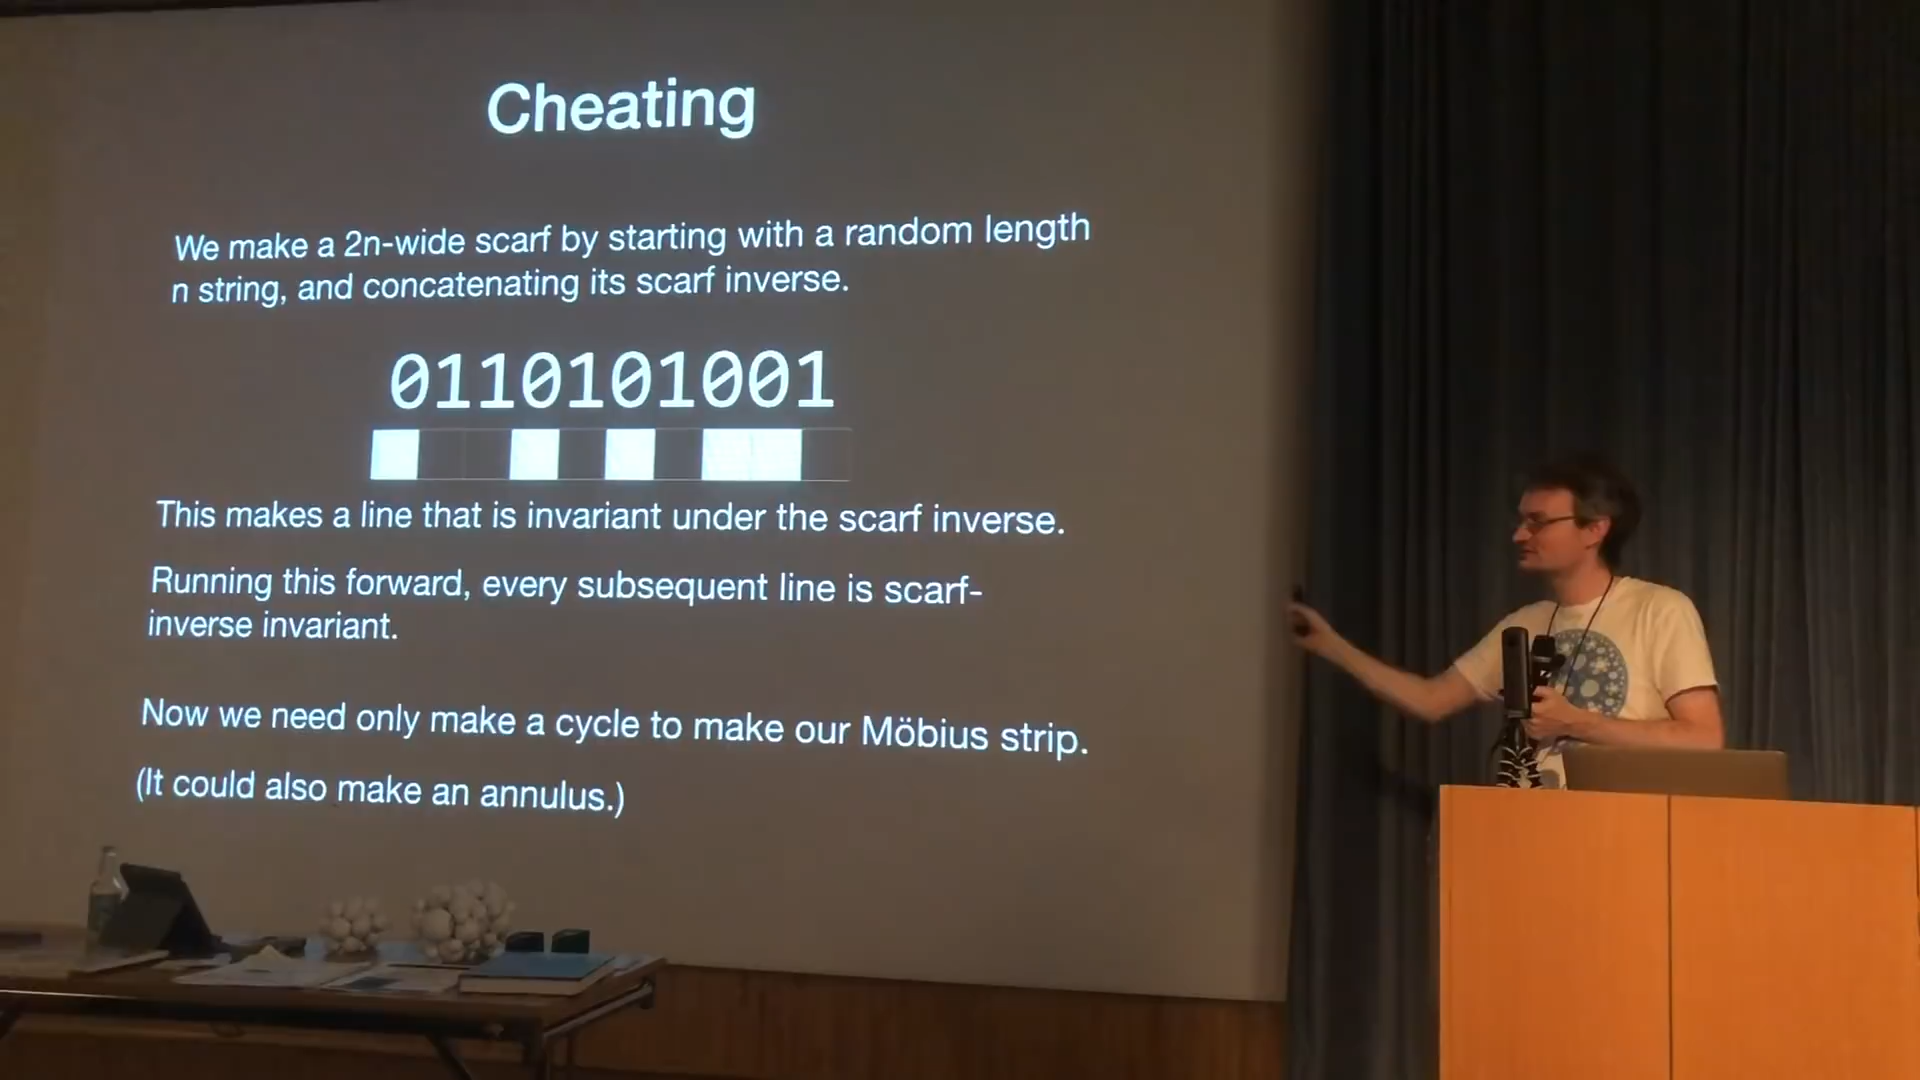 Cheating
We make a 2n-wide scarf by starting with a random length
n string, and concatenating its scarf inverse.
0110101001
This makes a line that is invariant under the scarf inverse.
Running this forward, every subsequent line is scarf-
inverse invariant.
Now we need only make a cycle to make our Möbius strip.
(It could also make an annulus.)